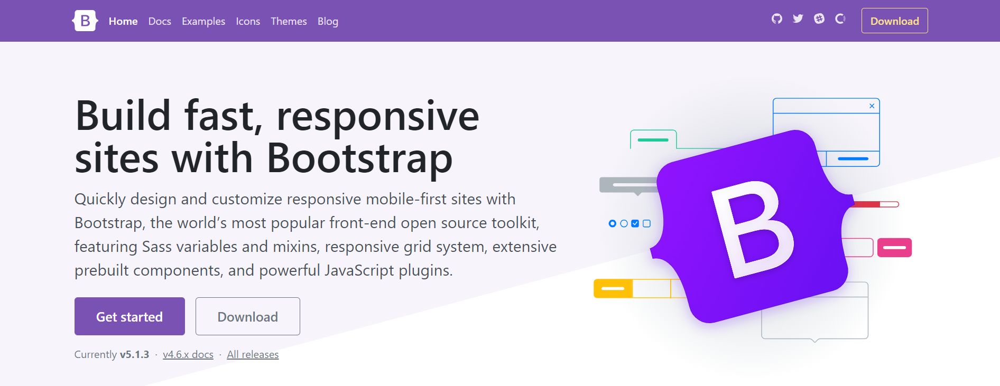 B Home Docs Examples Icons Themes Blog Download
Build fast, responsive
sites with Bootstrap
Quickly design and customize responsive mobile-first sites with
Bootstrap, the world’s most popular front-end open source toolkit,
featuring Sass variables and mixins, responsive grid system, extensive
prebuilt components, and powerful JavaScript plugins.
Get started Download
Currently v5.1.3 · v4.6.x docs · All releases
B